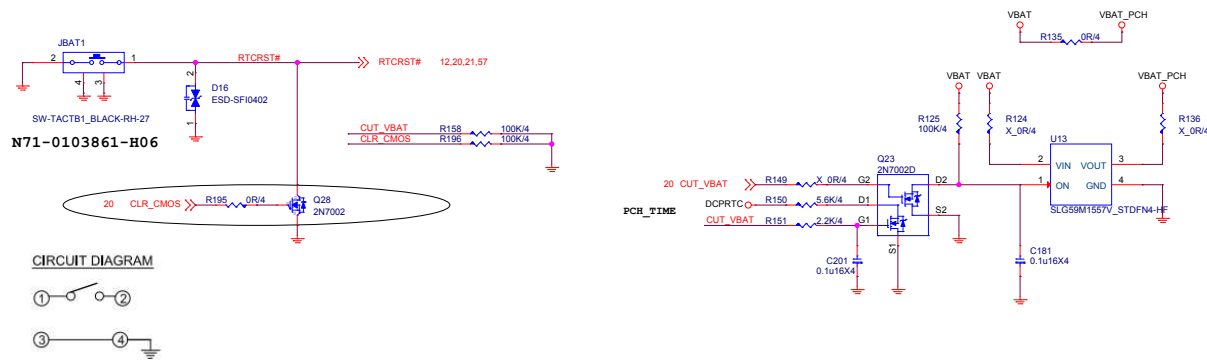 JBAT1
2
1
4
3
SW-TACTB1_BLACK-RH-27
N71-0103861-H06
RTCRST#
RTCRST# 12,20,21,57
2
D16
ESD-SFI0402
1
CUT_VBAT R158 100K/4
CLR_CMOS R196 100K/4
20 CLR_CMOS R195 0R/4
Q28
2N7002
CIRCUIT DIAGRAM
1 2
3 4
VBAT VBAT_PCH
R135 0R/4
VBAT VBAT VBAT_PCH
R125
100K/4
R124
X_0R/4
R136
X_0R/4
U13
2 VIN VOUT 3
1 ON GND 4
SLG59M1557V_STDFN4-HF
Q23
2N7002D
20 CUT_VBAT R149 X_0R/4 G2 D2
PCH_TIME
DCPRTC R150 5.6K/4 D1 S2
CUT_VBAT R151 2.2K/4 G1
S1
C201
0.1u16X4
C181
0.1u16X4